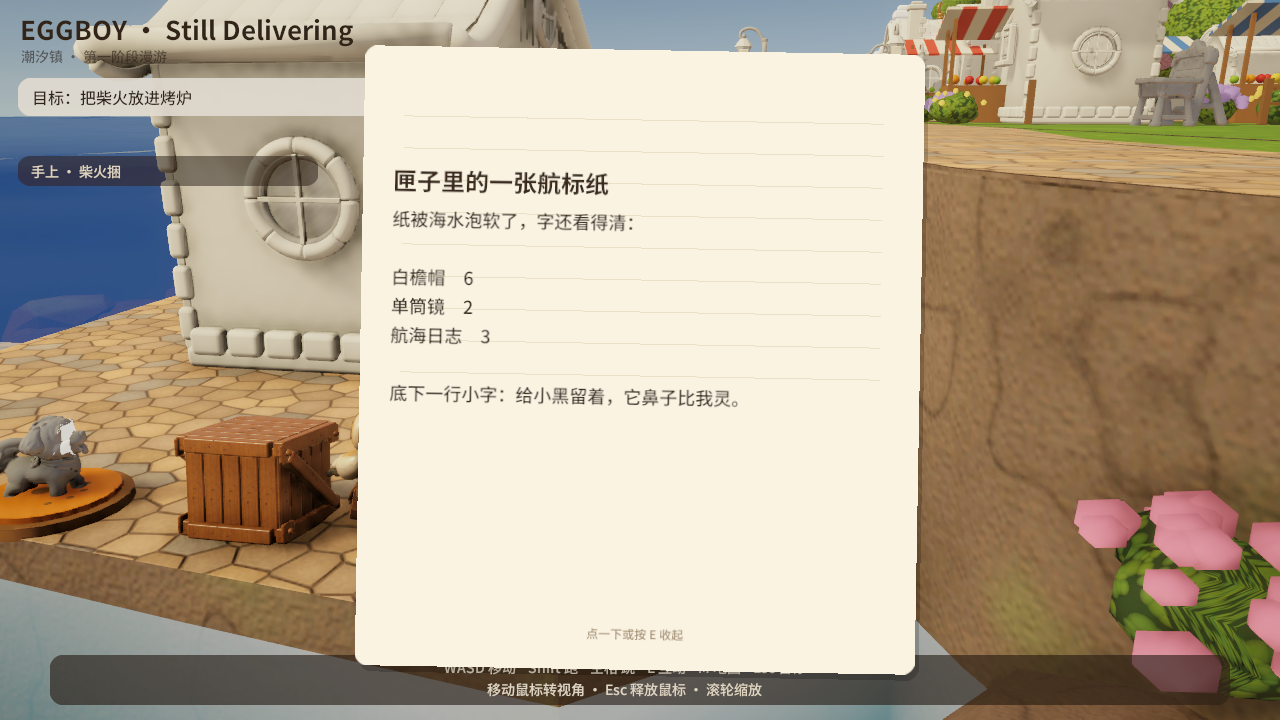 EGGBOY · Still Delivering
潮汐镇 · 第一阶段漫游
目标：把柴火放进烤炉
手上 · 柴火捆
匣子里的一张航标纸
纸被海水泡软了，字还看得清：
白檐帽 6
单筒镜 2
航海日志 3
底下一行小字：给小黑留着，它鼻子比我灵。
点一下或按 E 收起
移动鼠标转视角 · Esc 释放鼠标 · 滚轮缩放